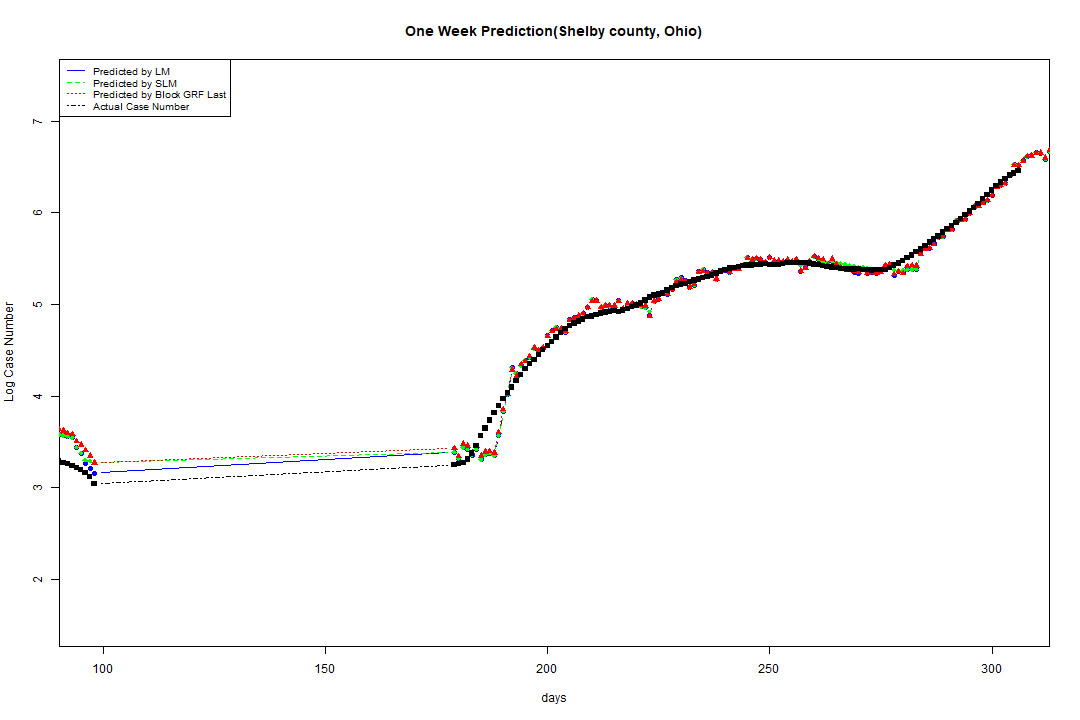 One Week Prediction(Shelby county, Ohio)
Predicted by LM
Predicted by SLM
Predicted by Block GRF Last
Actual Case Number
7
6
5
4
3
2
Log Case Number
100
150
200
250
300
days